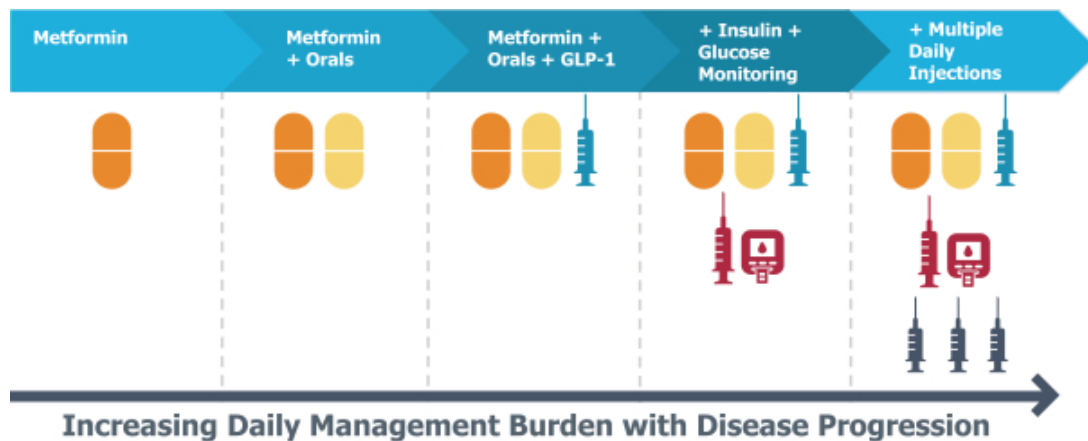 Metformin
Metformin
+ Orals
Metformin +
Orals + GLP-1
+ Insulin +
Glucose
Monitoring
+ Multiple
Daily
Injections
Increasing Daily Management Burden with Disease Progression